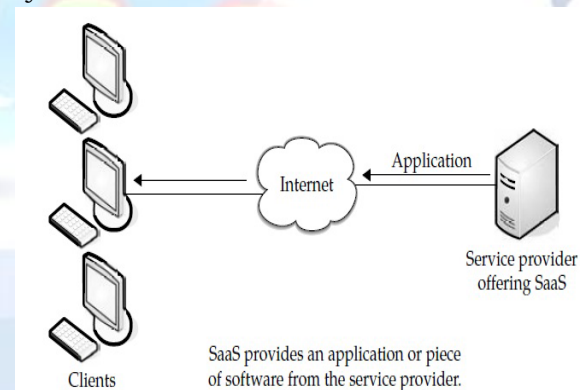 Application
Internet
Service provider
offering SaaS
Clients
SaaS provides an application or piece
of software from the service provider.